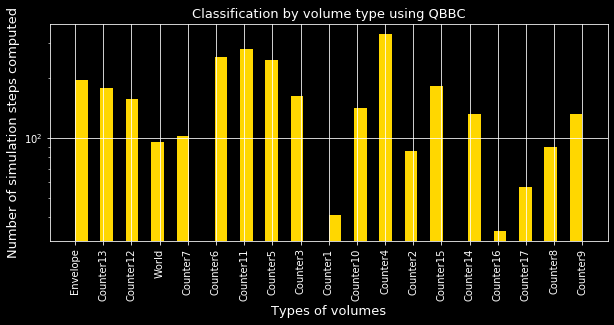 Classification by volume type using QBBC
Number of simulation steps computed
10²
Envelope
Counter13
Counter12
World
Counter7
Counter6
Counter11
Counter5
Counter3
Counter1
Counter10
Counter4
Counter2
Counter15
Counter14
Counter16
Counter17
Counter8
Counter9
Types of volumes